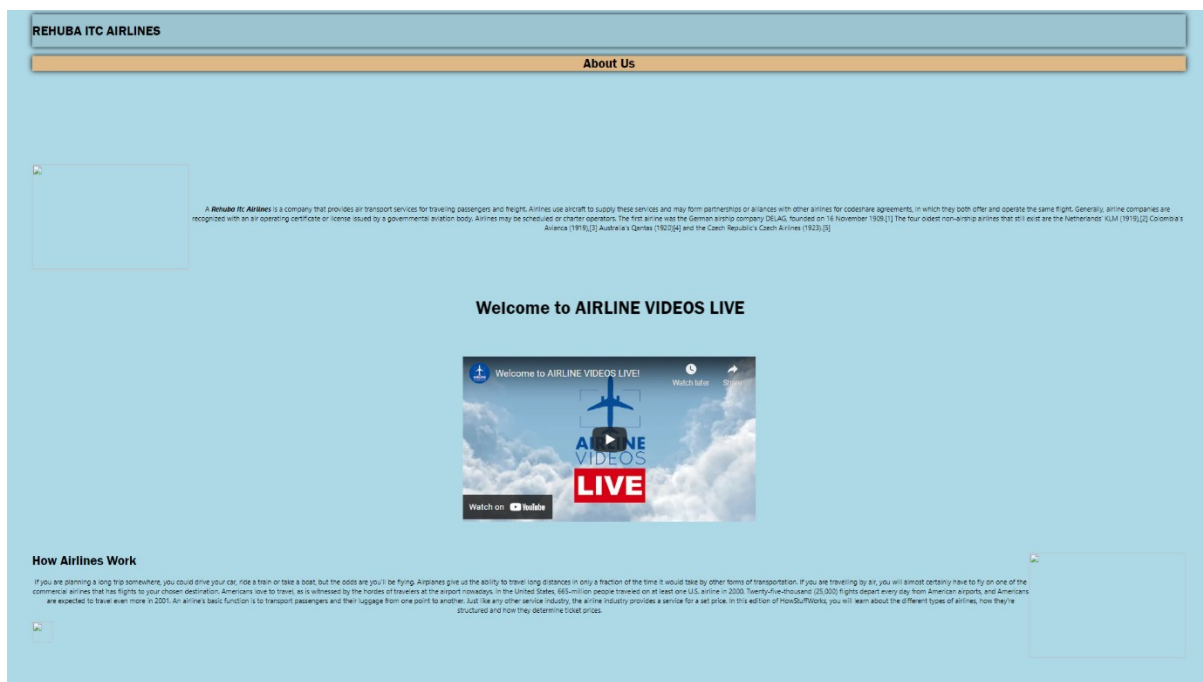 REHUBA ITC AIRLINES
About Us
A Rehuba Itc Airlines is a company that provides air transport services for traveling passengers and freight. Airlines use aircraft to supply these services and may form partnerships or alliances with other airlines for codeshare agreements, in which they both offer and operate the same flight. Generally, airline companies are
recognized with an air operating certificate or license issued by a governmental aviation body. Airlines may be scheduled or charter operators. The first airline was the German airship company DELAG, founded on 16 November 1909.[1] The four oldest non-airship airlines that still exist are the Netherlands' KLM (1919),[2] Colombia's
Avianca (1919),[3] Australia's Qantas (1920)[4] and the Czech Republic's Czech Airlines (1923).[5]
Welcome to AIRLINE VIDEOS LIVE
Welcome to AIRLINE VIDEOS LIVE!
Watch later
Share
AIRLINE
VIDEOS
LIVE
Watch on YouTube
How Airlines Work
If you are planning a long trip somewhere, you could drive your car, ride a train or take a boat, but the odds are you'll be flying. Airplanes give us the ability to travel long distances in only a fraction of the time it would take by other forms of transportation. If you are travelling by air, you will almost certainly have to fly on one of the
commercial airlines that has flights to your chosen destination. Americans love to travel, as is witnessed by the hordes of travelers at the airport nowadays. In the United States, 665-million people traveled on at least one U.S. airline in 2000. Twenty-five-thousand (25,000) flights depart every day from American airports, and Americans
are expected to travel even more in 2001. An airline's basic function is to transport passengers and their luggage from one point to another. Just like any other service industry, the airline industry provides a service for a set price. In this edition of HowStuffWorks, you will learn about the different types of airlines, how they're
structured and how they determine ticket prices.